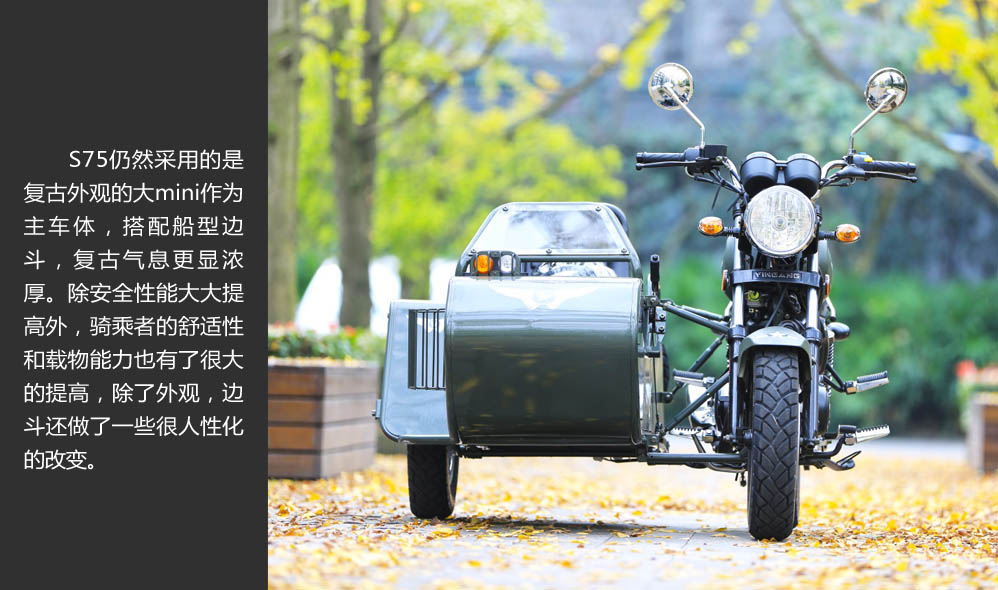 S75仍然采用的是
复古外观的大mini作为
主车体，搭配船型边
斗，复古气息更显浓
厚。除安全性能大大提
高外，骑乘者的舒适性
和载物能力也有了很大
的提高，除了外观，边
斗还做了一些很人性化
的改变。
YINGANG